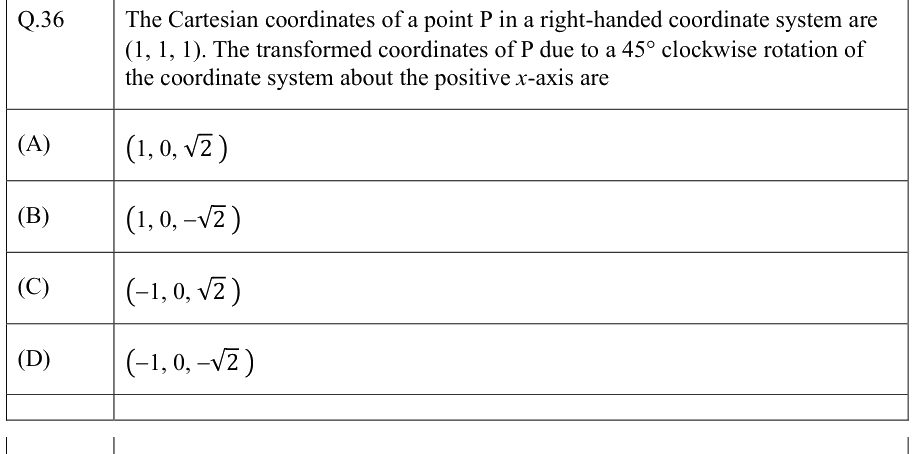 Q.36 The Cartesian coordinates of a point P in a right-handed coordinate system are
(1, 1, 1). The transformed coordinates of P due to a 45° clockwise rotation of
the coordinate system about the positive x-axis are
(A) (1, 0, √2 )
(B) (1, 0, –√2 )
(C) (–1, 0, √2 )
(D) (–1, 0, –√2 )